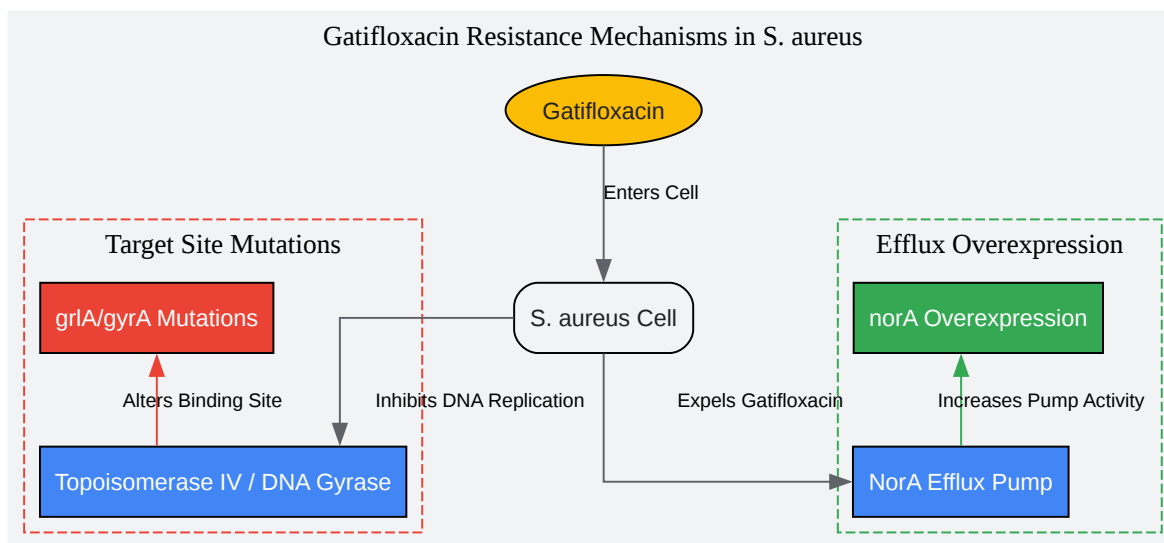 Gatifloxacin Resistance Mechanisms in S. aureus
Gatifloxacin
Enters Cell
Target Site Mutations
Efflux Overexpression
grlA/gyrA Mutations
S. aureus Cell
norA Overexpression
Alters Binding Site
Inhibits DNA Replication
Expels Gatifloxacin
Increases Pump Activity
Topoisomerase IV / DNA Gyrase
NorA Efflux Pump